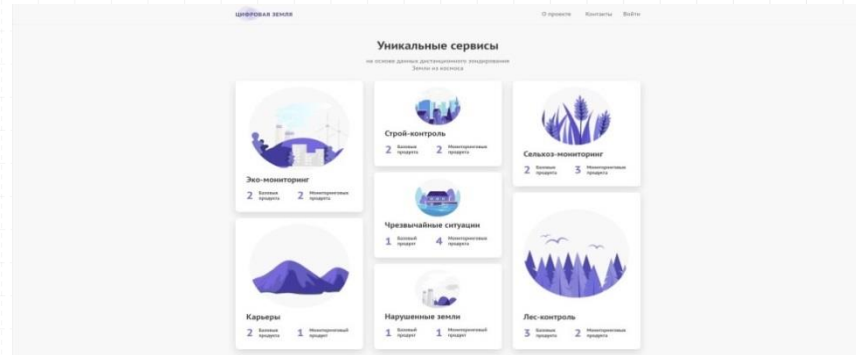 ЦИФРОВАЯ ЗЕМЛЯ
О проекте Контакты Войти
Уникальные сервисы
на основе данных дистанционного зондирования
Земли из космоса
Эко-мониторинг
2 Базовых продукта 2 Мониторинговых продукта
Карьеры
2 Базовых продукта 1 Мониторинговый продукт
Строй-контроль
2 Базовых продукта 2 Мониторинговых продукта
Чрезвычайные ситуации
1 Базовый продукт 4 Мониторинговых продукта
Нарушенные земли
1 Базовый продукт 1 Мониторинговый продукт
Сельхоз-мониторинг
2 Базовых продукта 3 Мониторинговых продукта
Лес-контроль
3 Базовых продукта 2 Мониторинговых продукта